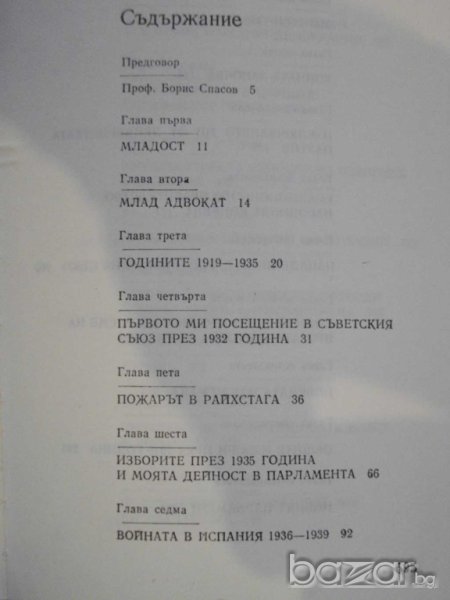 Съдържание
Предговор
Проф. Борис Спасов 5
Глава първа
МЛАДОСТ 11
Глава втора
МЛАД АДВОКАТ 14
Глава трета
ГОДИНИТЕ 1919—1935 20
Глава четвърта
ПЪРВОТО МИ ПОСЕЩЕНИЕ В СЪВЕТСКИЯ
СЪЮЗ ПРЕЗ 1932 ГОДИНА 31
Глава пета
ПОЖАРЪТ В РАЙХСТАГА 36
Глава шеста
ИЗБОРИТЕ ПРЕЗ 1935 ГОДИНА
И МОЯТА ДЕЙНОСТ В ПАРЛАМЕНТА 66
Глава седма
ВОЙНАТА В ИСПАНИЯ 1936—1939 92
bazar.bg